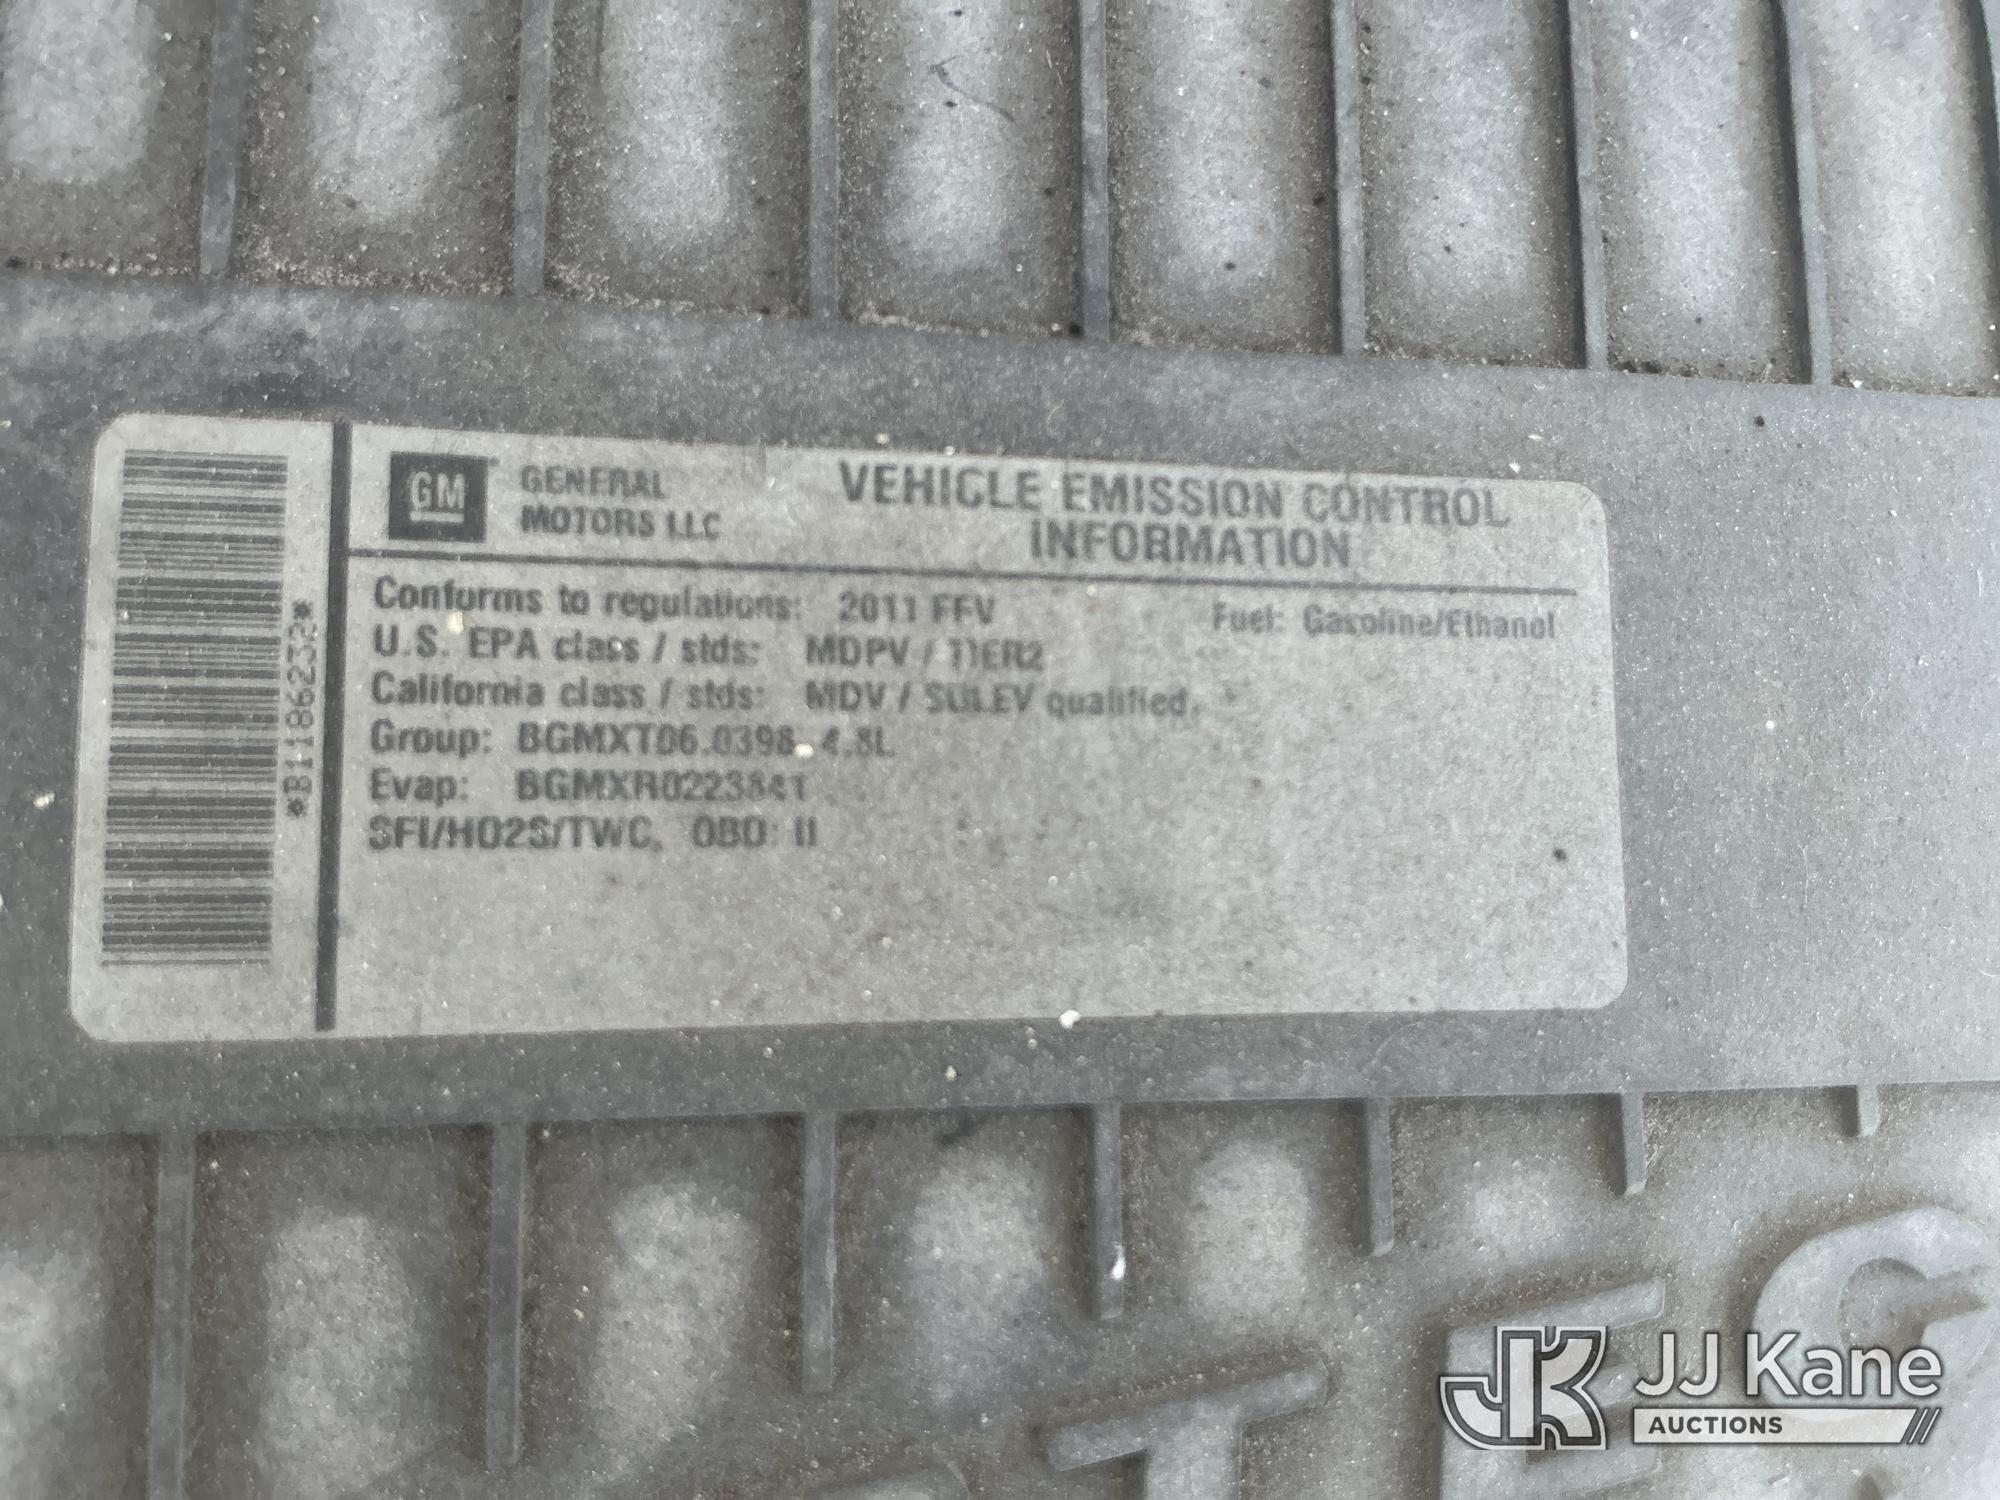 *B1186232*
GM
GENERAL
MOTORS LLC
VEHICLE EMISSION CONTROL
INFORMATION
Conforms to regulations: 2011 FFV
Fuel: Gasoline/Ethanol
U.S. EPA class / stds: MDPV / TIER2
California class / stds: MDV / SULEV qualified.
Group: BGMXT06.0398 4.8L
Evap: BGMXR0223841
SFI/HO2S/TWC, OBD: II
JK JJ Kane
AUCTIONS